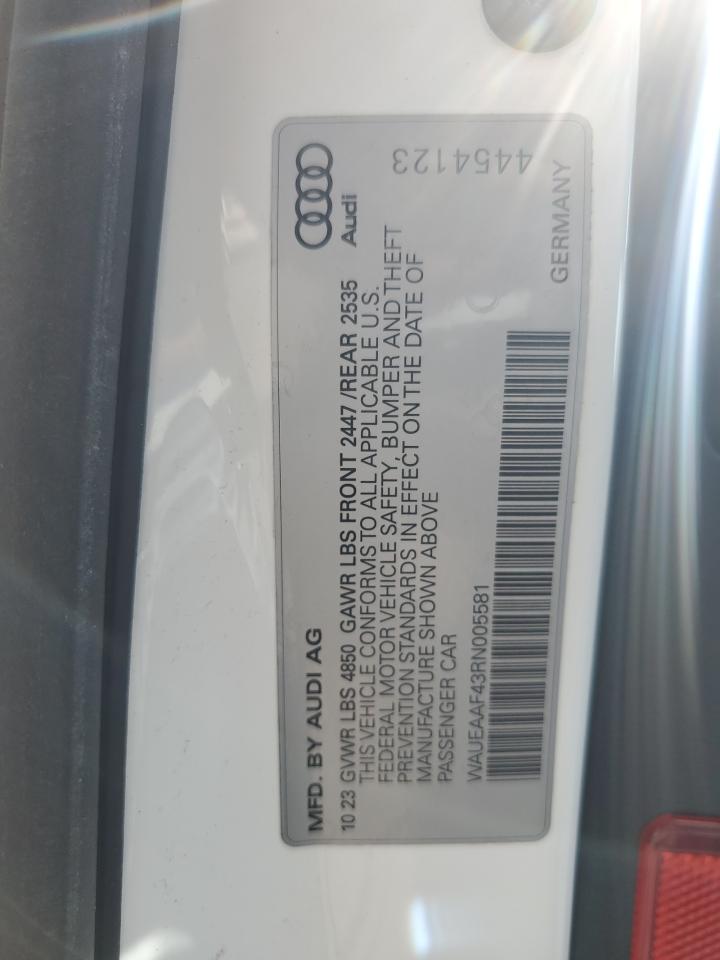 MFD. BY AUDI AG
Audi
10 23 GVWR LBS 4850 GAWR LBS FRONT 2447 /REAR 2535
THIS VEHICLE CONFORMS TO ALL APPLICABLE U.S.
FEDERAL MOTOR VEHICLE SAFETY, BUMPER AND THEFT
PREVENTION STANDARDS IN EFFECT ON THE DATE OF
MANUFACTURE SHOWN ABOVE
PASSENGER CAR
4454123
WAUEAAF43RN005581
GERMANY